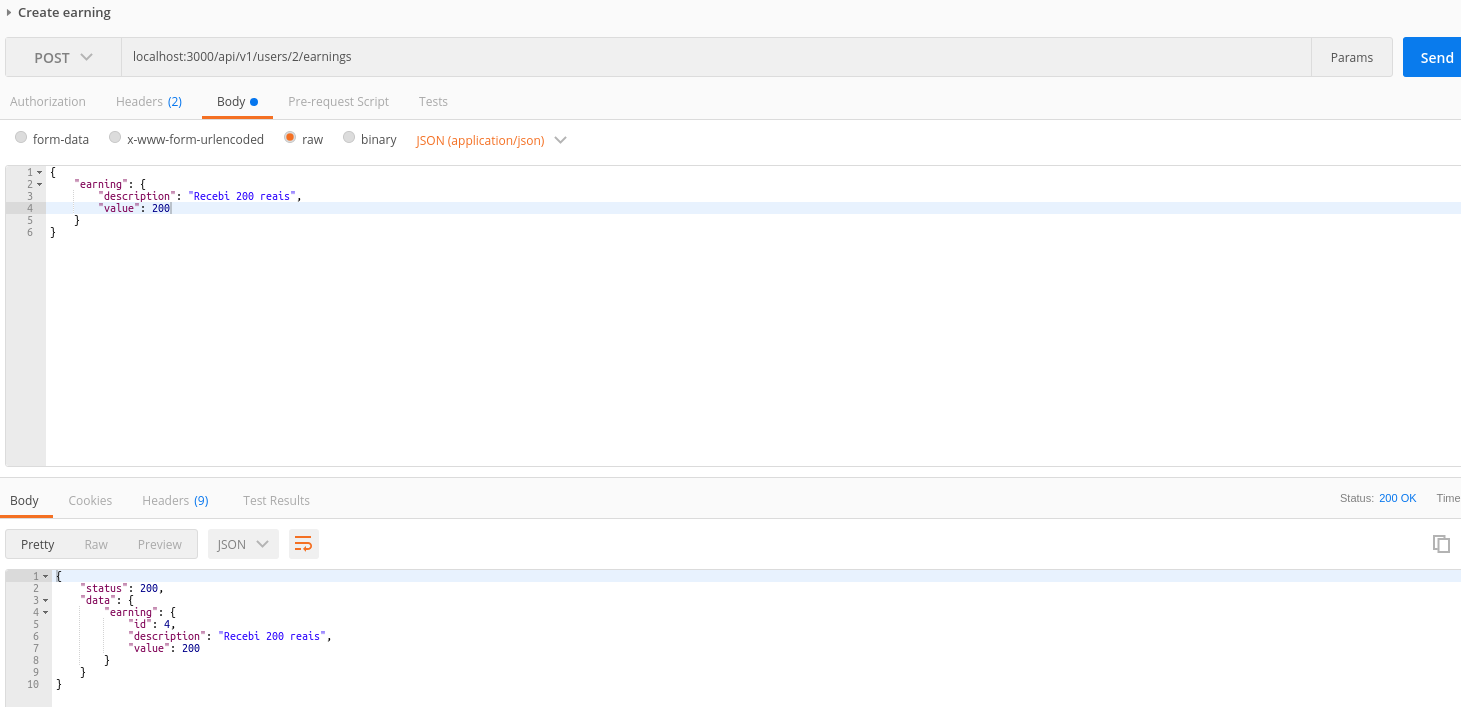 Create earning
POST localhost:3000/api/v1/users/2/earnings Params Send
Authorization Headers (2) Body Pre-request Script Tests
form-data x-www-form-urlencoded raw binary JSON (application/json)
1 {
2 "earning": {
3 "description": "Recebi 200 reais",
4 "value": 200
5 }
6 }
Body Cookies Headers (9) Test Results Status: 200 OK Time
Pretty Raw Preview JSON
1 {
2 "status": 200,
3 "data": {
4 "earning": {
5 "id": 4,
6 "description": "Recebi 200 reais",
7 "value": 200
8 }
9 }
10 }